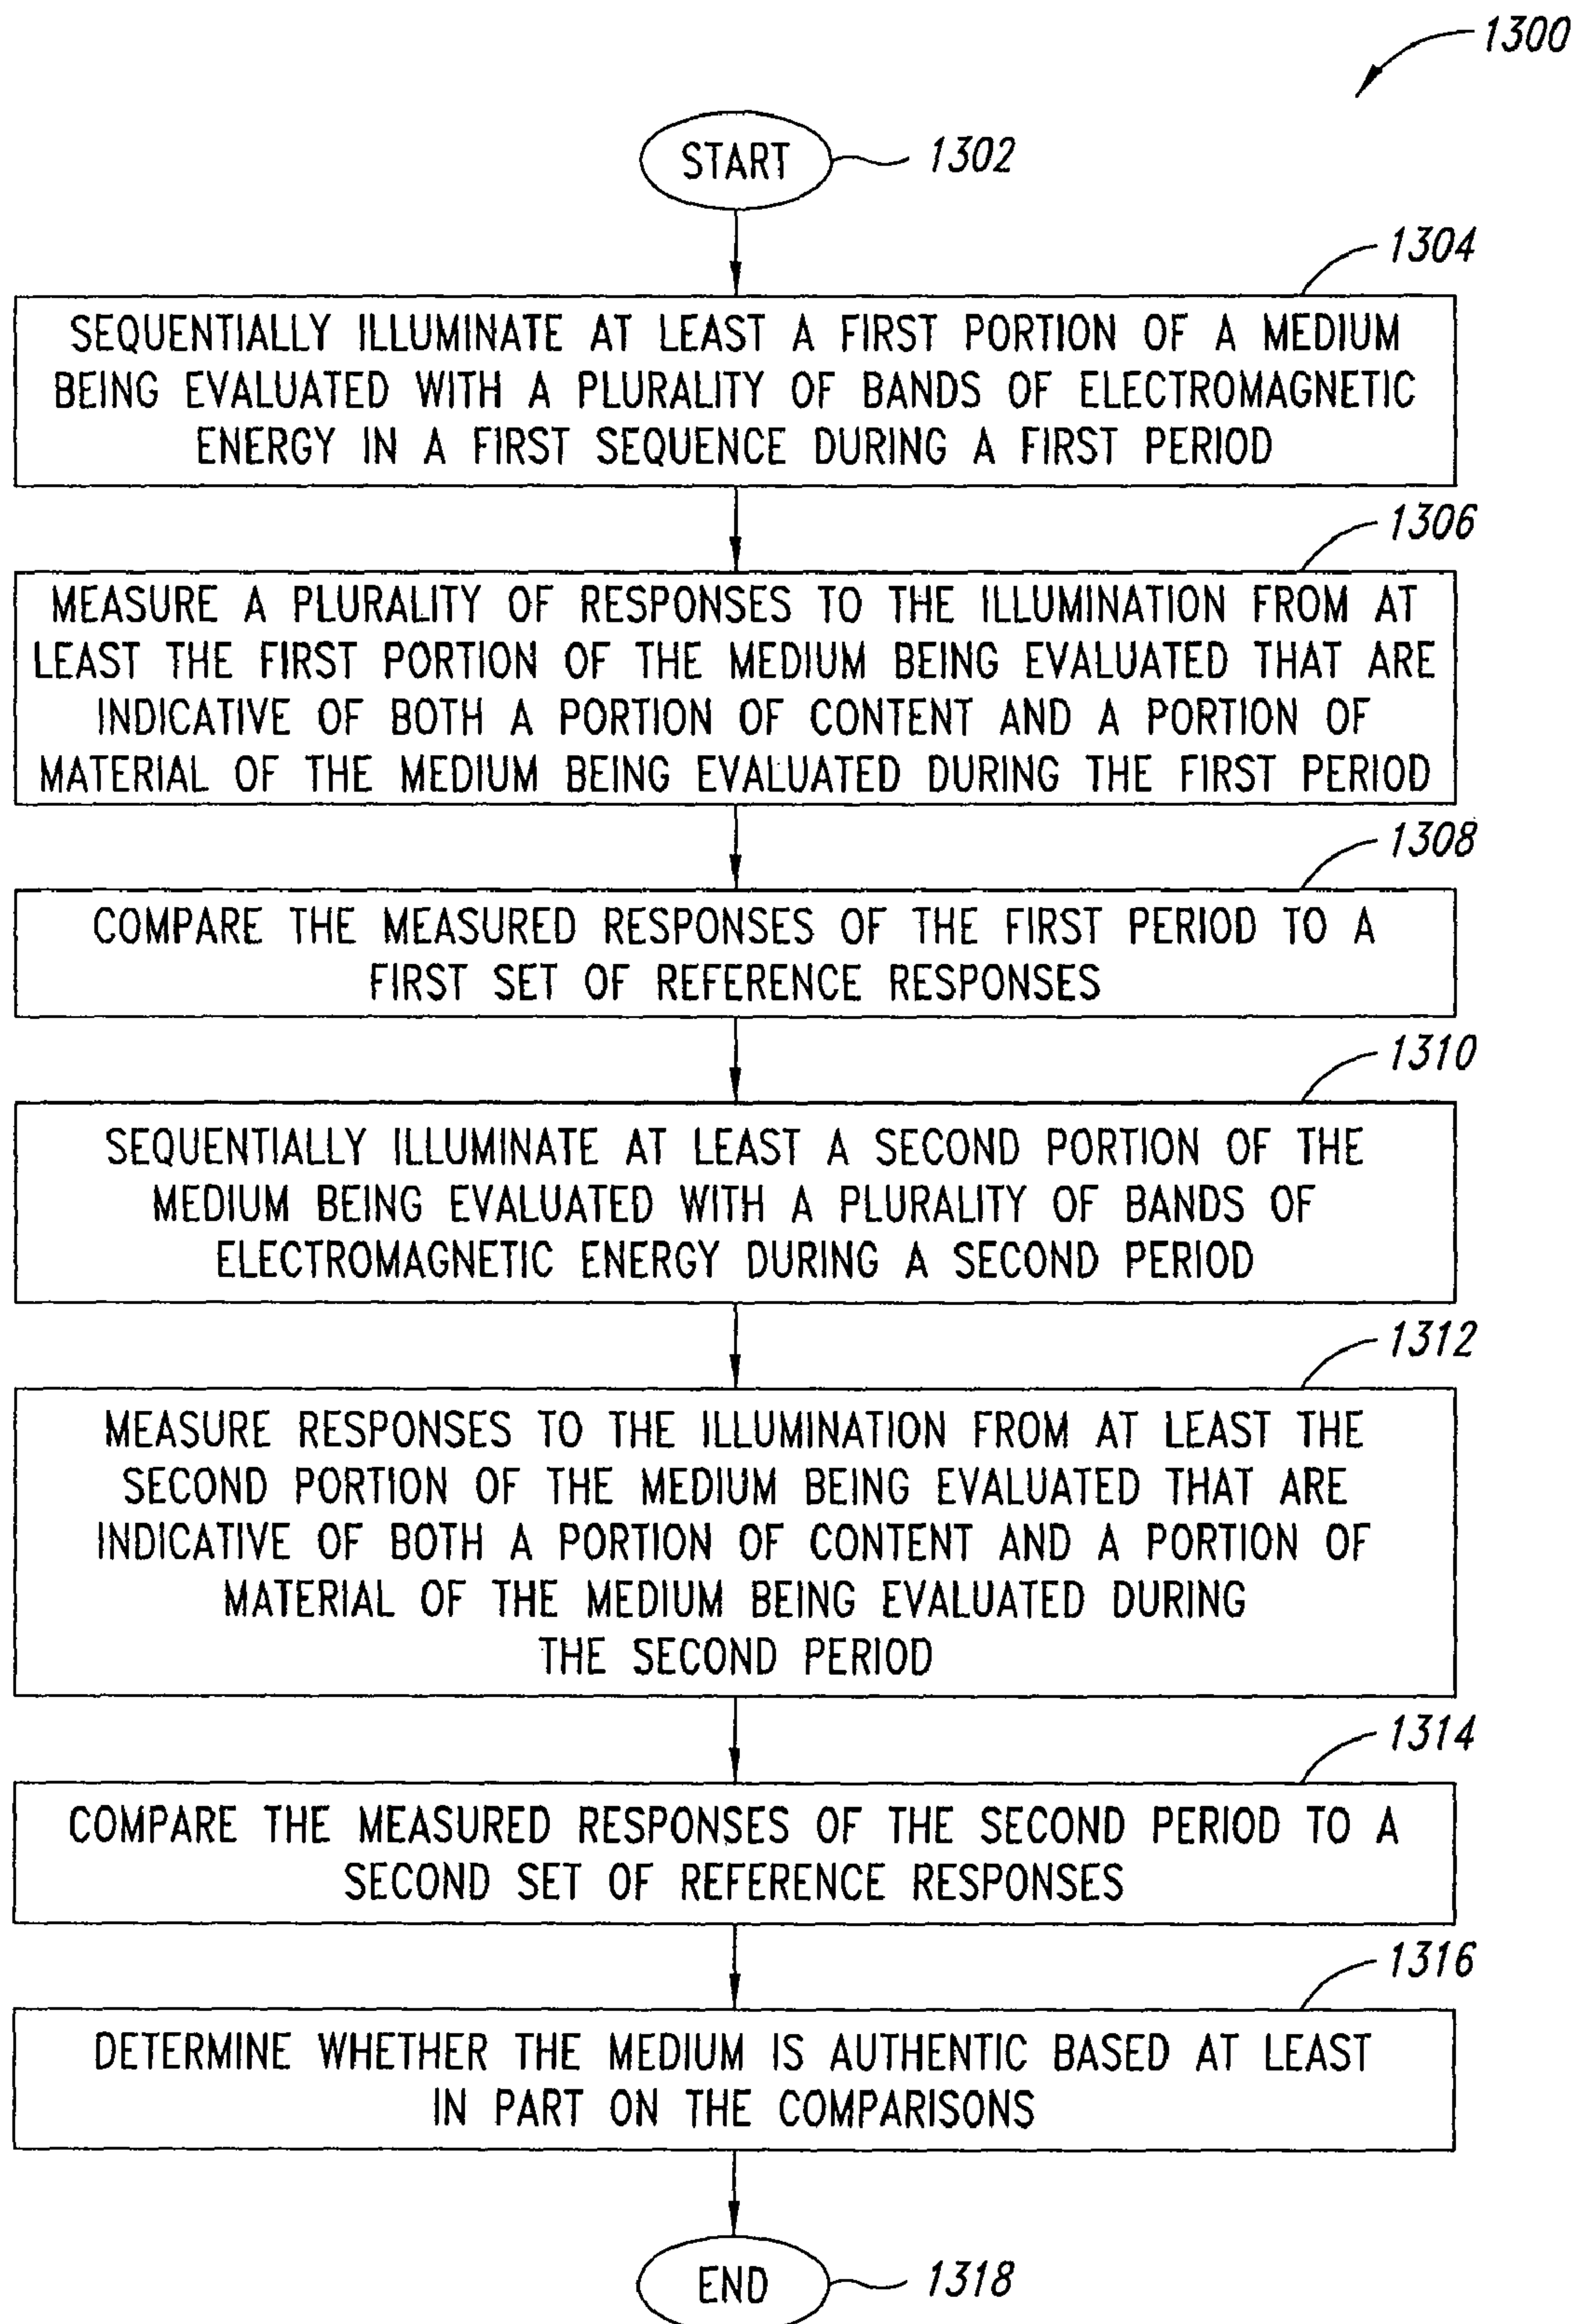 1300
START
1302
1304
SEQUENTIALLY ILLUMINATE AT LEAST A FIRST PORTION OF A MEDIUM
BEING EVALUATED WITH A PLURALITY OF BANDS OF ELECTROMAGNETIC
ENERGY IN A FIRST SEQUENCE DURING A FIRST PERIOD
1306
MEASURE A PLURALITY OF RESPONSES TO THE ILLUMINATION FROM AT
LEAST THE FIRST PORTION OF THE MEDIUM BEING EVALUATED THAT ARE
INDICATIVE OF BOTH A PORTION OF CONTENT AND A PORTION OF
MATERIAL OF THE MEDIUM BEING EVALUATED DURING THE FIRST PERIOD
1308
COMPARE THE MEASURED RESPONSES OF THE FIRST PERIOD TO A
FIRST SET OF REFERENCE RESPONSES
1310
SEQUENTIALLY ILLUMINATE AT LEAST A SECOND PORTION OF THE
MEDIUM BEING EVALUATED WITH A PLURALITY OF BANDS OF
ELECTROMAGNETIC ENERGY DURING A SECOND PERIOD
1312
MEASURE RESPONSES TO THE ILLUMINATION FROM AT LEAST THE
SECOND PORTION OF THE MEDIUM BEING EVALUATED THAT ARE
INDICATIVE OF BOTH A PORTION OF CONTENT AND A PORTION OF
MATERIAL OF THE MEDIUM BEING EVALUATED DURING
THE SECOND PERIOD
1314
COMPARE THE MEASURED RESPONSES OF THE SECOND PERIOD TO A
SECOND SET OF REFERENCE RESPONSES
1316
DETERMINE WHETHER THE MEDIUM IS AUTHENTIC BASED AT LEAST
IN PART ON THE COMPARISONS
END
1318